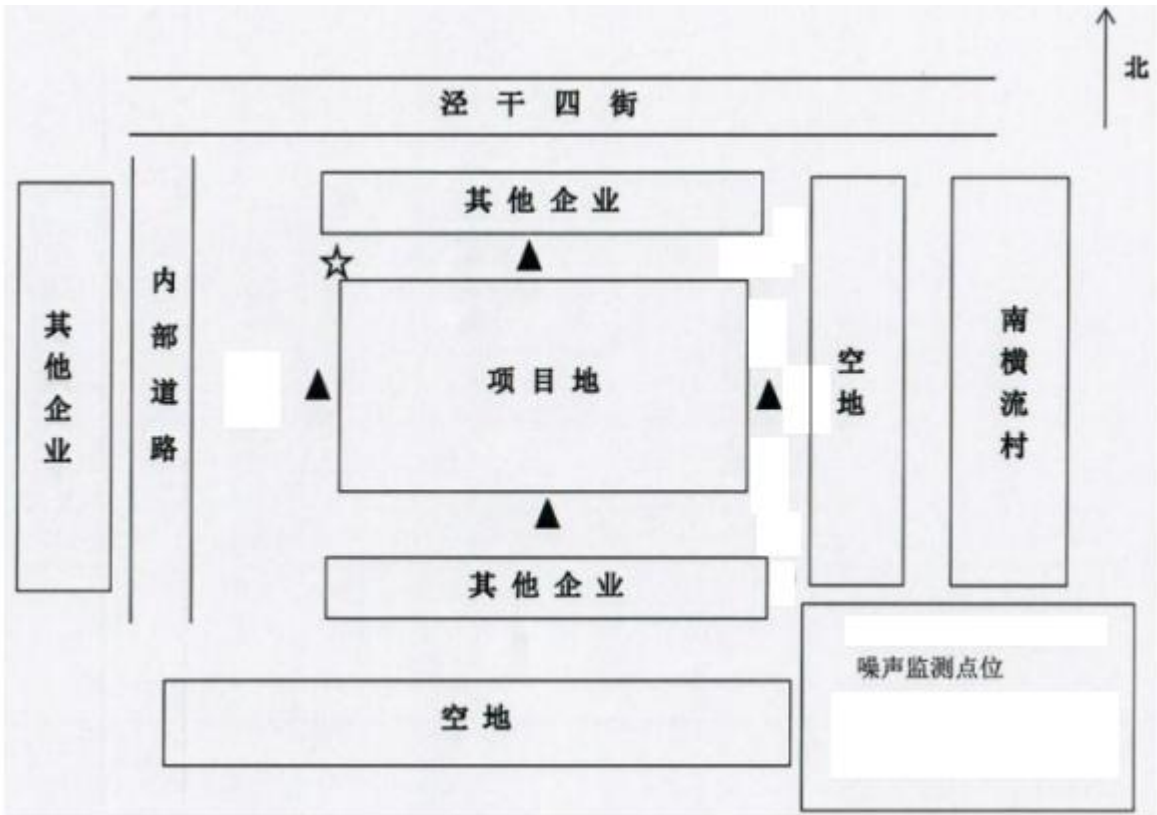 北
泾干四街
其他企业
其他企业
内部道路
项目地
空地
南横流村
其他企业
噪声监测点位
空地